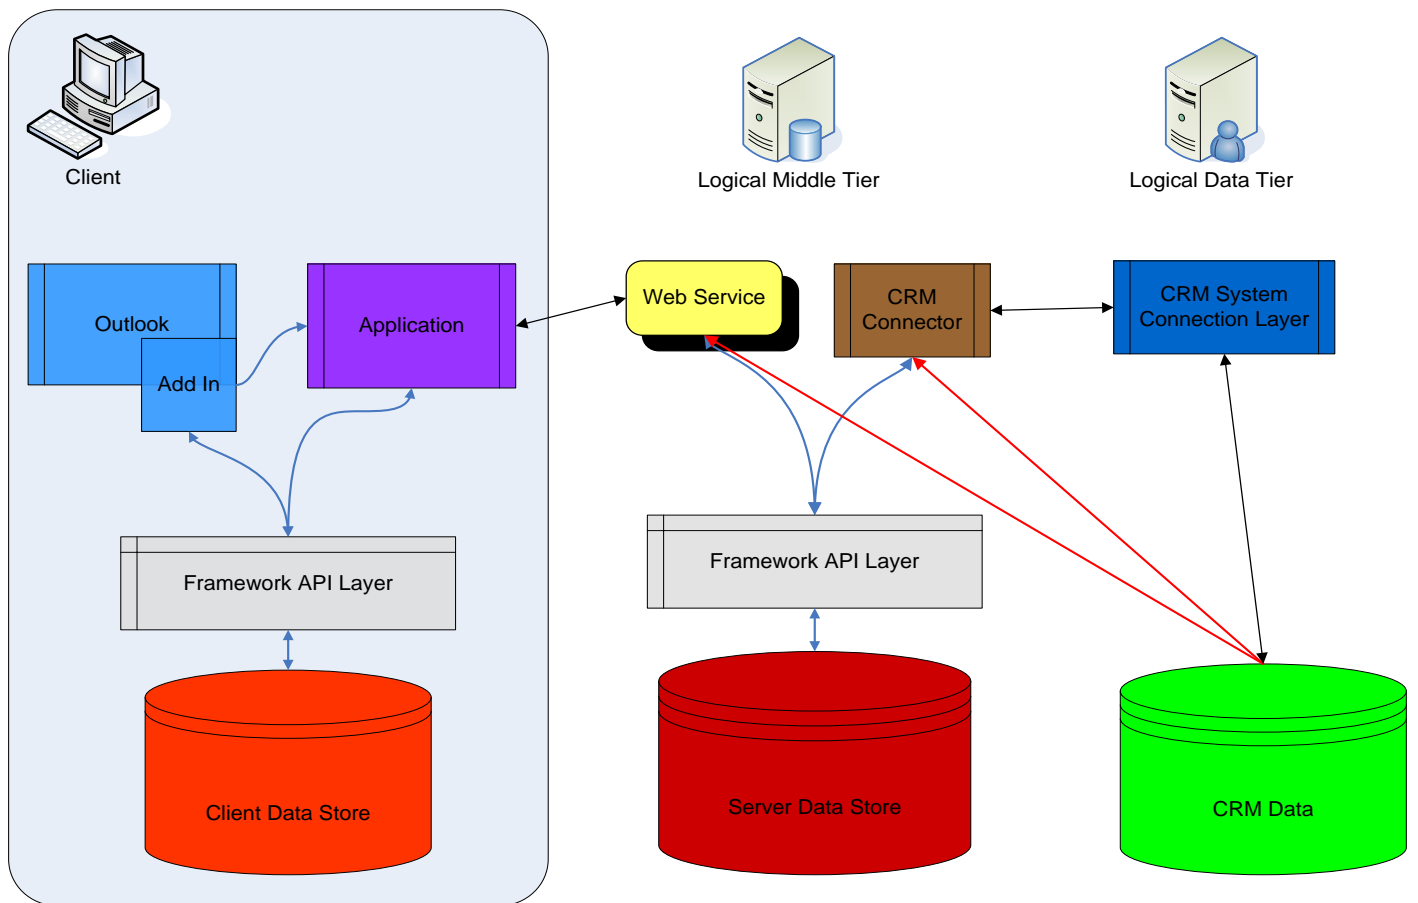 Client
Logical Middle Tier
Logical Data Tier
Outlook
Add In
Application
Web Service
CRM
Connector
CRM System
Connection Layer
Framework API Layer
Framework API Layer
Client Data Store
Server Data Store
CRM Data